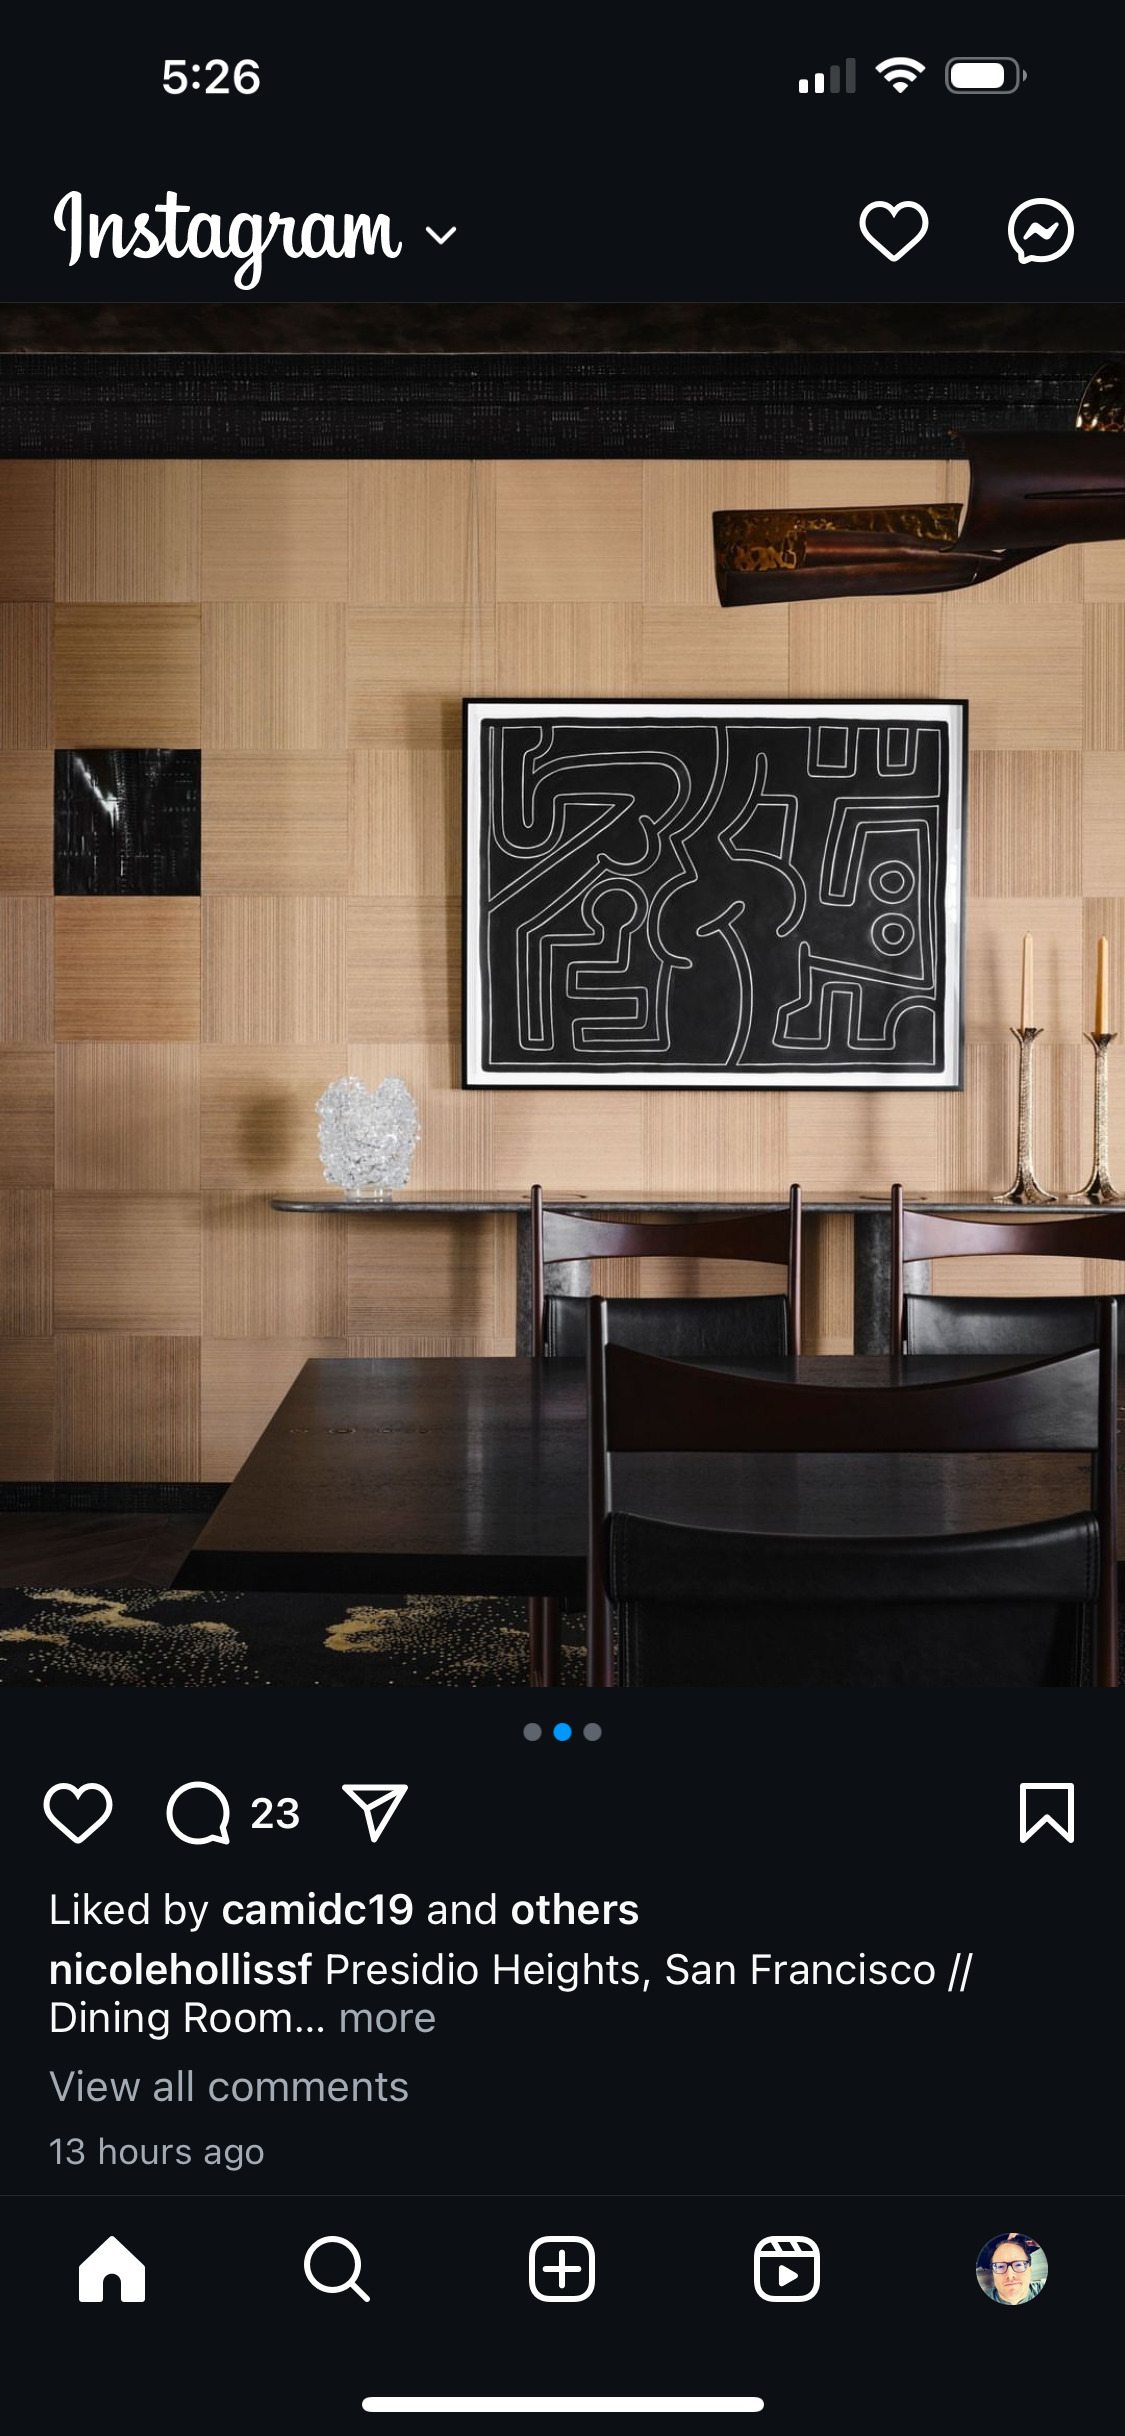 5:26
Instagram
23
Liked by camidc19 and others
nicolehollissf Presidio Heights, San Francisco //
Dining Room... more
View all comments
13 hours ago